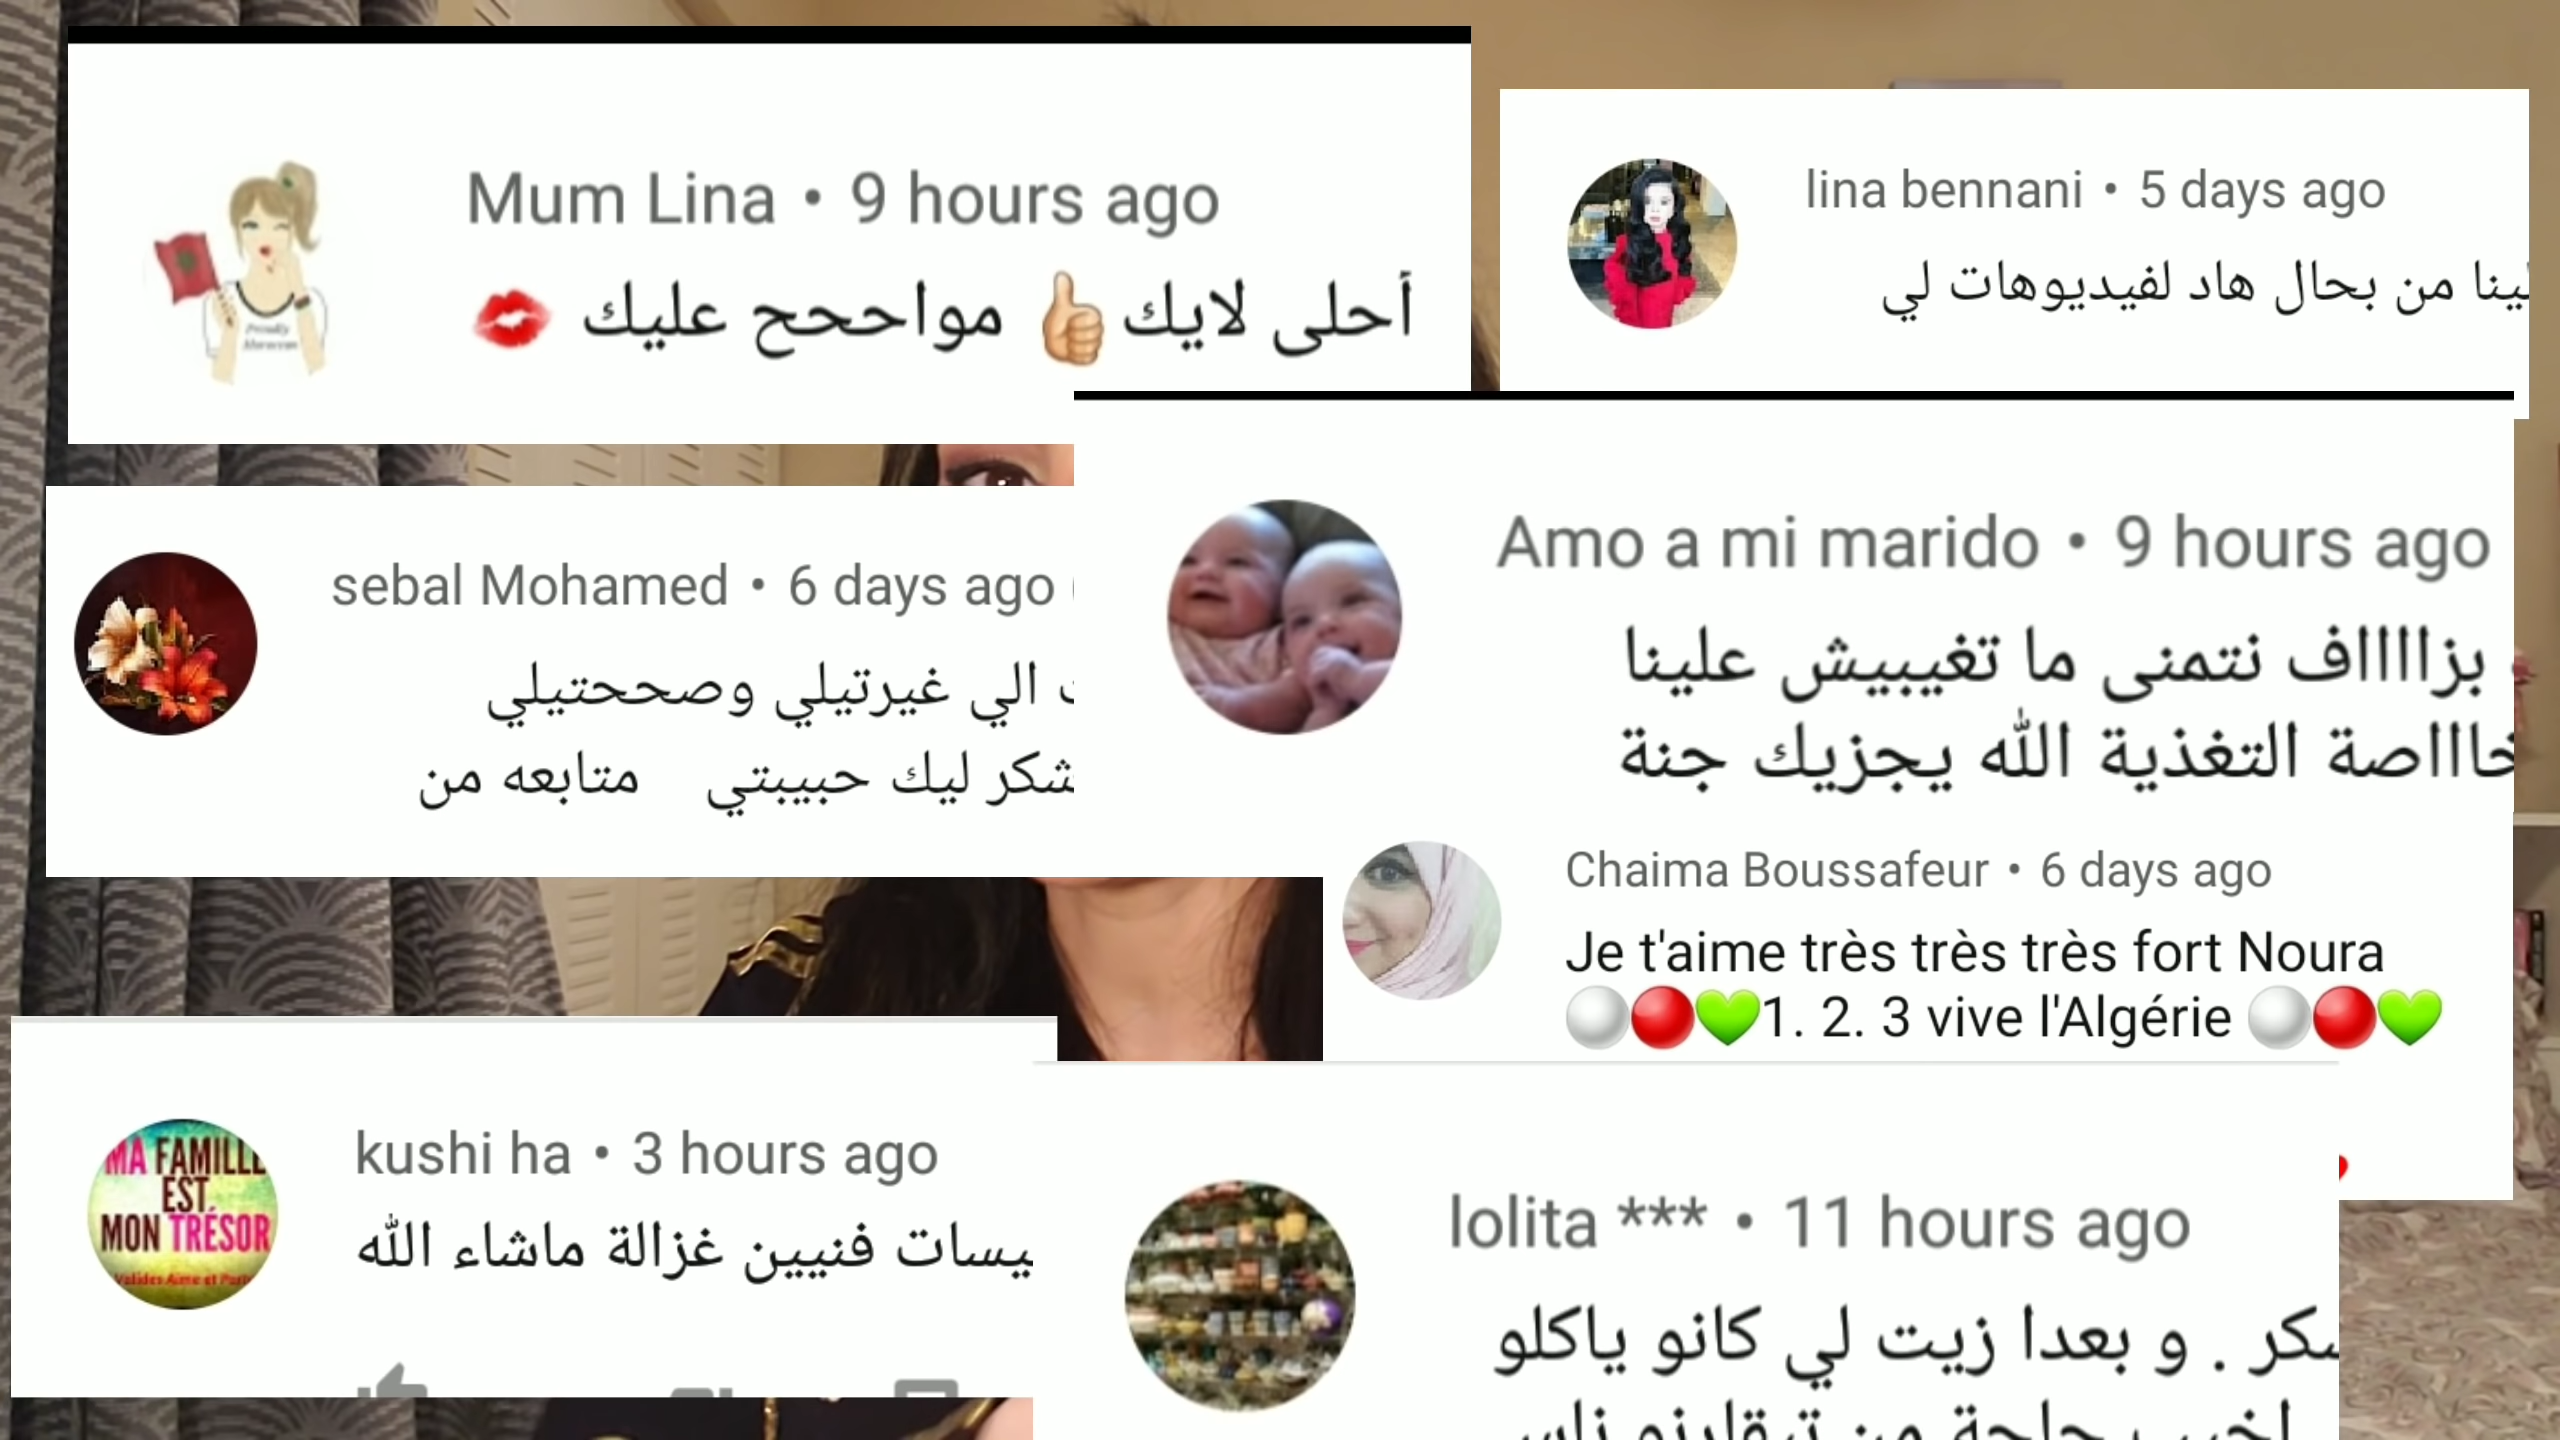 Mum Lina • 9 hours ago
أحلى لايك👍 مواححح عليك 💋
lina bennani • 5 days ago
من بحال هاد لفيديوهات لي
sebal Mohamed • 6 days ago
الي غيرتيلي وصححتيلي
ليك حبيبتي متابعه من
Amo a mi marido • 9 hours ago
بزااااف نتمنى ما تغيبيش علينا
التغذية الله يجزيك جنة
Chaima Boussafeur • 6 days ago
Je t'aime très très très fort Noura
⚪🔴💚1. 2. 3 vive l'Algérie ⚪🔴💚
MA FAMILLE
EST
MON TRÉSOR
kushi ha • 3 hours ago
فنيين غزالة ماشاء الله
lolita *** • 11 hours ago
. و بعدا زيت لي كانو ياكلو